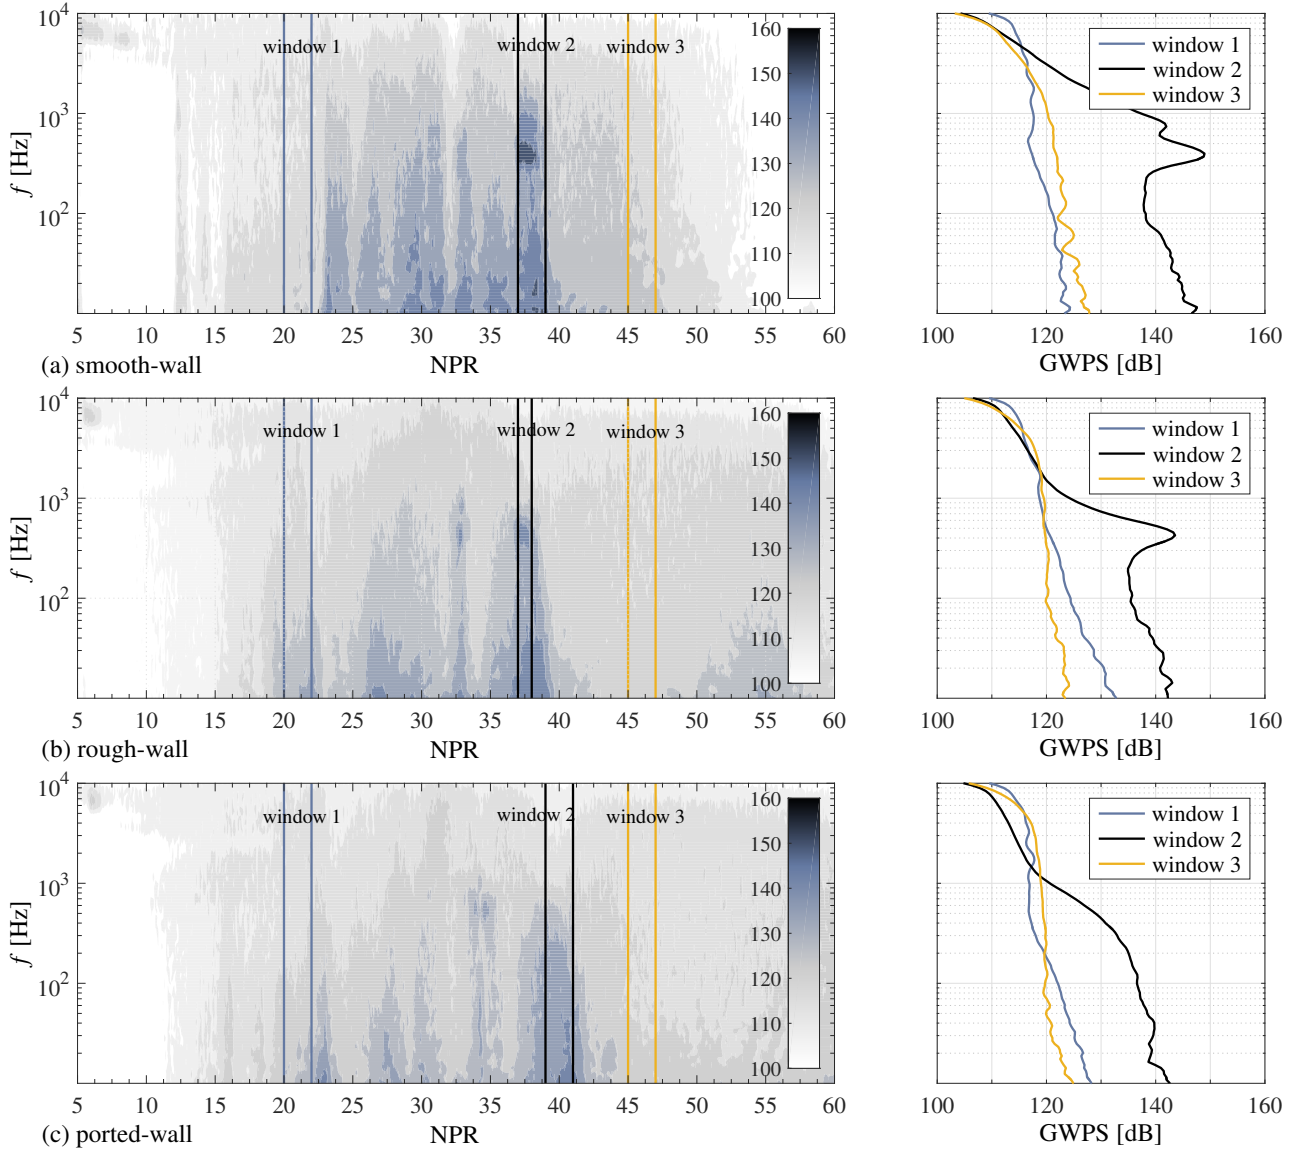 10^4
10^3
10^2
f [Hz]
window 1
window 2
window 3
160
150
140
130
120
110
100
5 10 15 20 25 30 35 40 45 50 55 60
(a) smooth-wall
NPR
window 1
window 2
window 3
100 120 140 160
GWPS [dB]
10^4
10^3
10^2
f [Hz]
window 1
window 2
window 3
160
150
140
130
120
110
100
5 10 15 20 25 30 35 40 45 50 55 60
(b) rough-wall
NPR
window 1
window 2
window 3
100 120 140 160
GWPS [dB]
10^4
10^3
10^2
f [Hz]
window 1
window 2
window 3
160
150
140
130
120
110
100
5 10 15 20 25 30 35 40 45 50 55 60
(c) ported-wall
NPR
window 1
window 2
window 3
100 120 140 160
GWPS [dB]